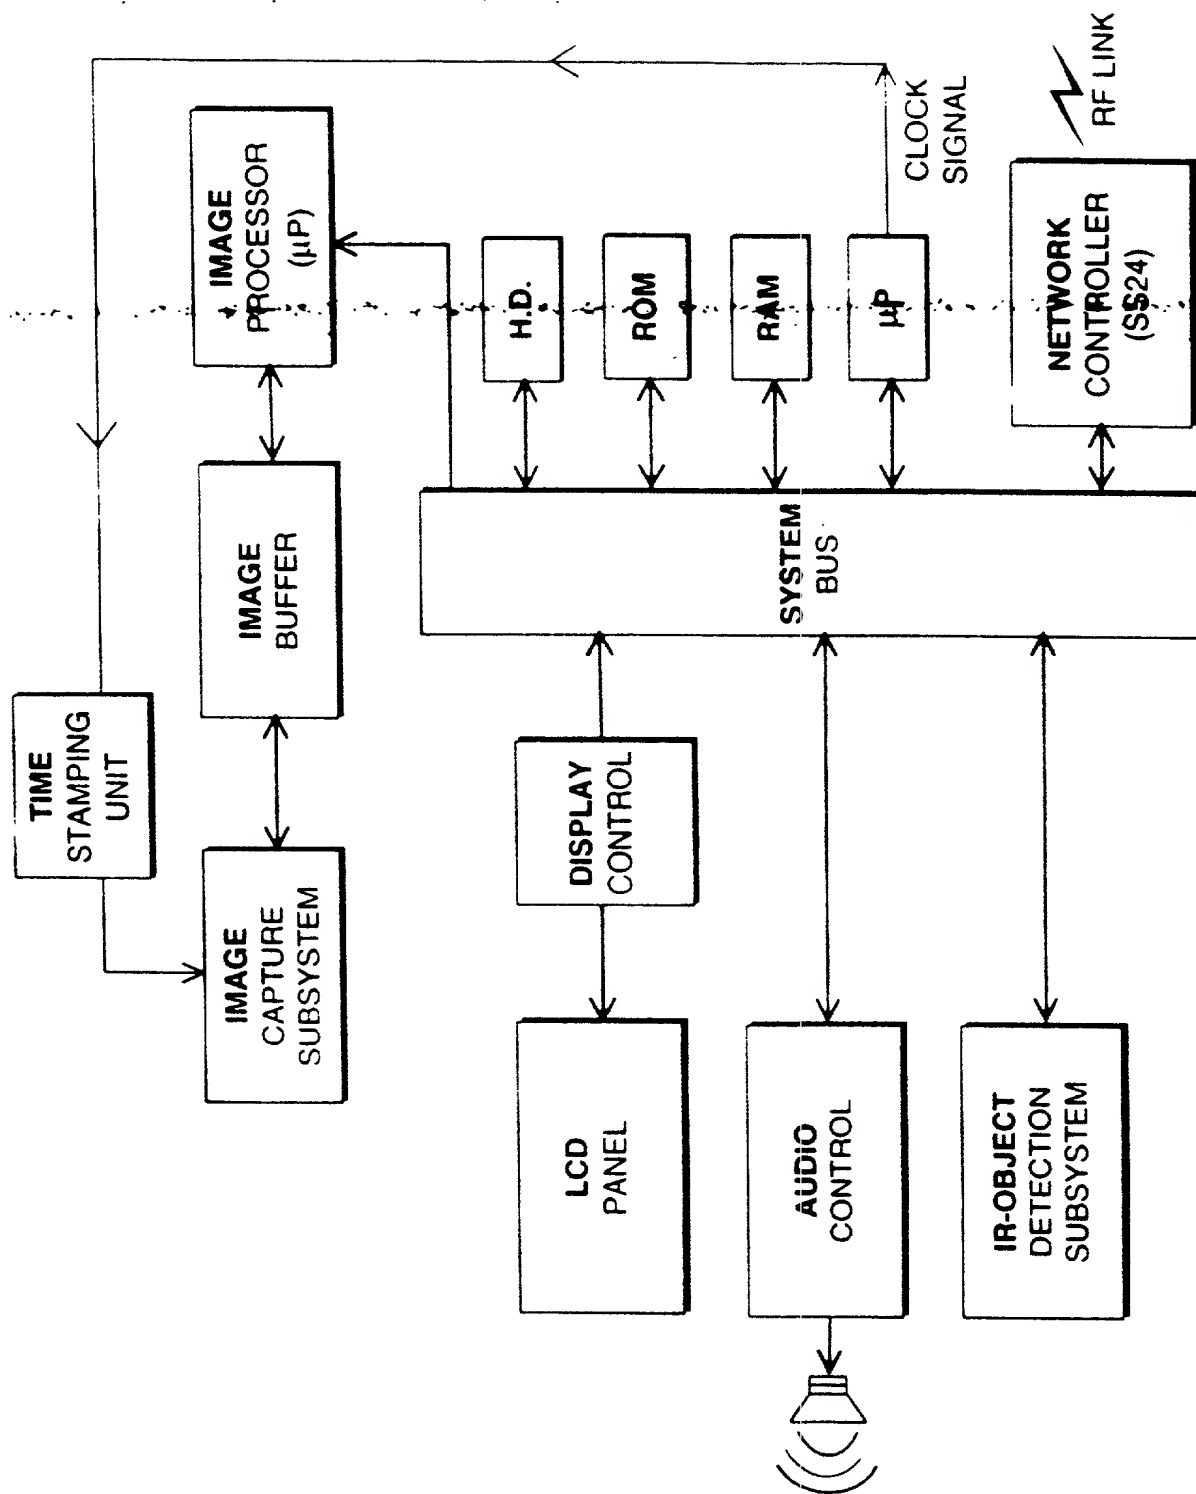 TIME
STAMPING
UNIT
IMAGE
CAPTURE
SUBSYSTEM
IMAGE
BUFFER
IMAGE
PROCESSOR
(μP)
LCD
PANEL
DISPLAY
CONTROL
H.D.
ROM
RAM
μP
CLOCK
SIGNAL
SYSTEM
BUS
AUDIO
CONTROL
IR-OBJECT
DETECTION
SUBSYSTEM
NETWORK
CONTROLLER
(SS24)
RF LINK